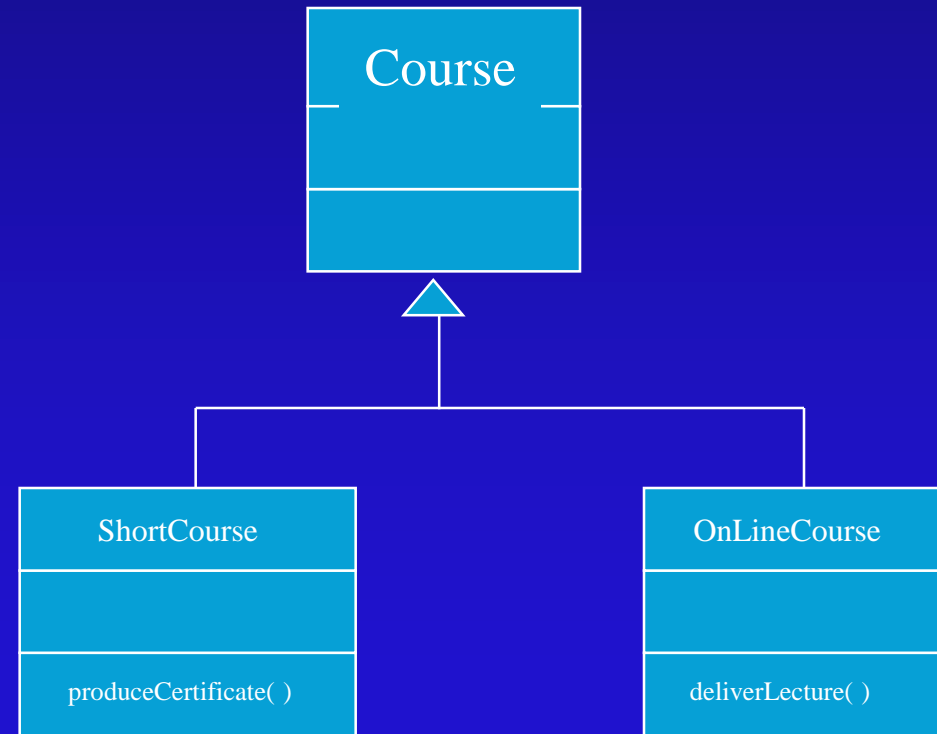 Course
ShortCourse
OnLineCourse
produceCertificate( )
deliverLecture( )